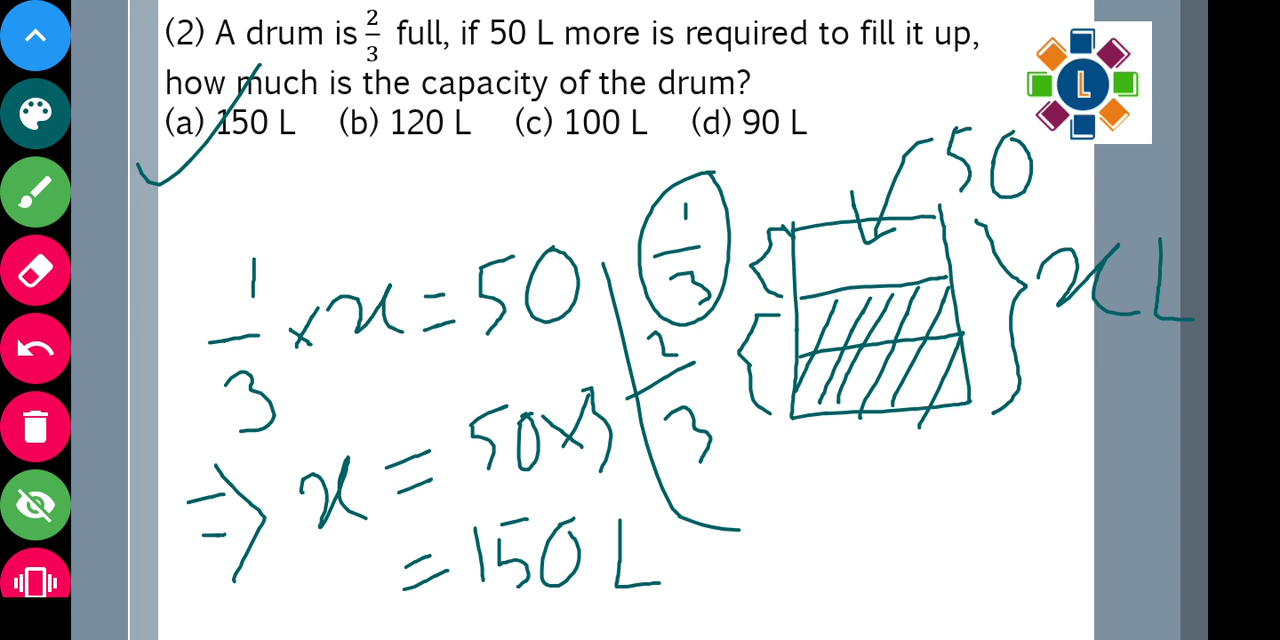 (2) A drum is 2/3 full, if 50 L more is required to fill it up,
how much is the capacity of the drum?
(a) 150 L (b) 120 L (c) 100 L (d) 90 L
L
50
1/3
x L
1/3 × x = 50
2/3
⇒ x = 50 × 3
= 150 L